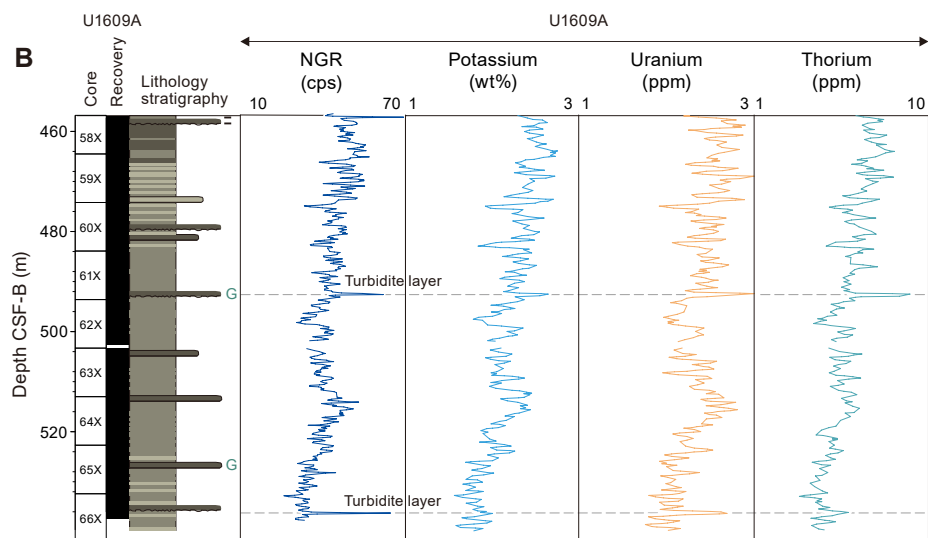 U1609A
U1609A
B
Core
Recovery
Lithology
stratigraphy
NGR
(cps)
Potassium
(wt%)
Uranium
(ppm)
Thorium
(ppm)
10
70
1
3
1
3
1
10
Depth CSF-B (m)
460
480
500
520
58X
59X
60X
61X
62X
63X
64X
65X
66X
G
G
Turbidite layer
Turbidite layer